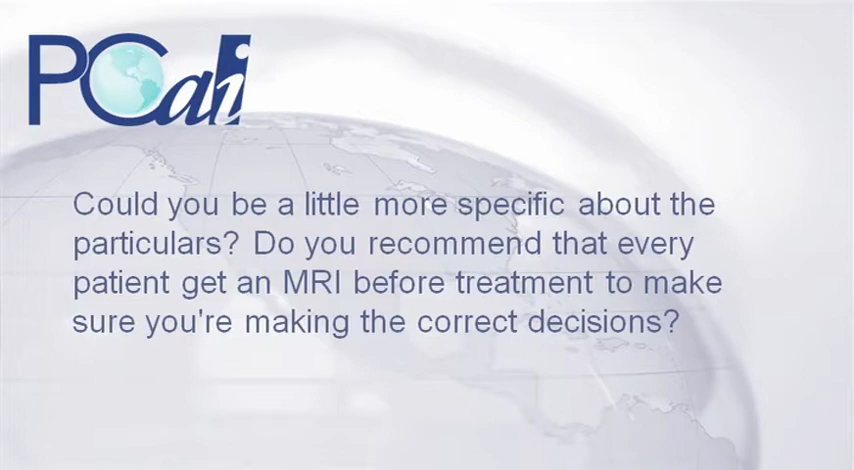 PCai
Could you be a little more specific about the
particulars? Do you recommend that every
patient get an MRI before treatment to make
sure you're making the correct decisions?